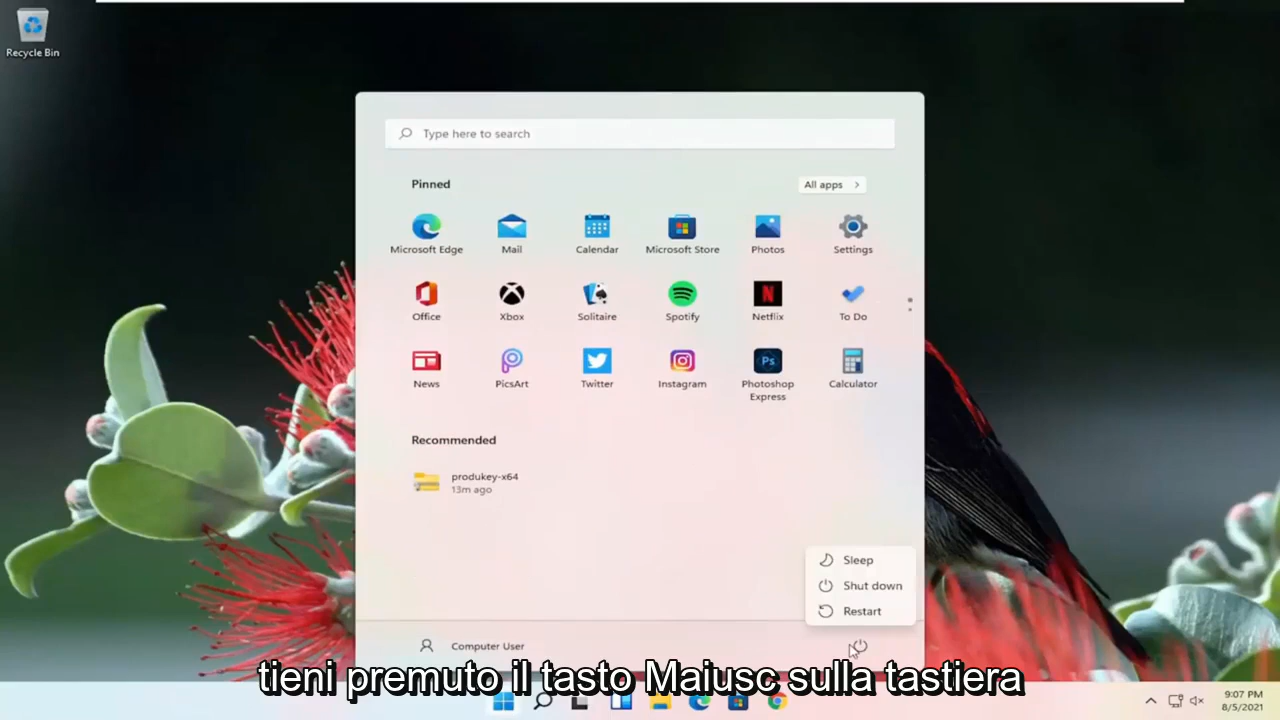 Recycle Bin
Type here to search
Pinned
All apps
Microsoft Edge
Mail
Calendar
Microsoft Store
Photos
Settings
Office
Xbox
Solitaire
Spotify
Netflix
To Do
News
PicsArt
Twitter
Instagram
Ps
Photoshop
Express
Calculator
Recommended
produkey-x64
13m ago
Sleep
Shut down
Restart
Computer User
tieni premuto il tasto Maiusc sulla tastiera
9:07 PM
8/5/2021